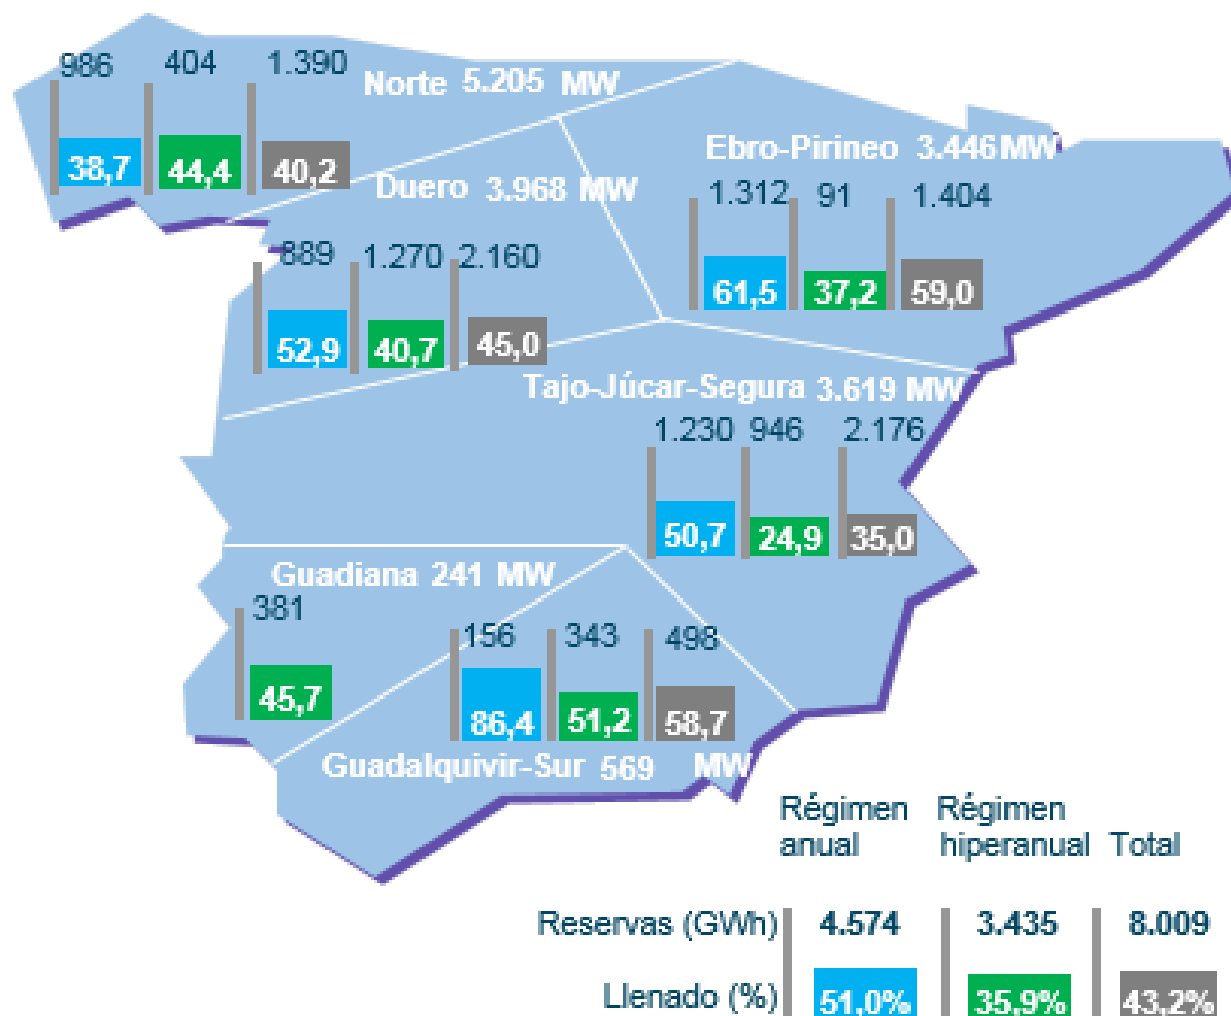 986 404 1.390
Norte 5.205 MW
38,7 44,4 40,2
Ebro-Pirineo 3.446 MW
1.312 91 1.404
61,5 37,2 59,0
Duero 3.968 MW
889 1.270 2.160
52,9 40,7 45,0
Tajo-Júcar-Segura 3.619 MW
1.230 946 2.176
50,7 24,9 35,0
Guadiana 241 MW
381
45,7
156 343 498
86,4 51,2 58,7
Guadalquivir-Sur 569 MW
Régimen anual Régimen hiperanual Total
Reservas (GWh) 4.574 3.435 8.009
Llenado (%) 51,0% 35,9% 43,2%